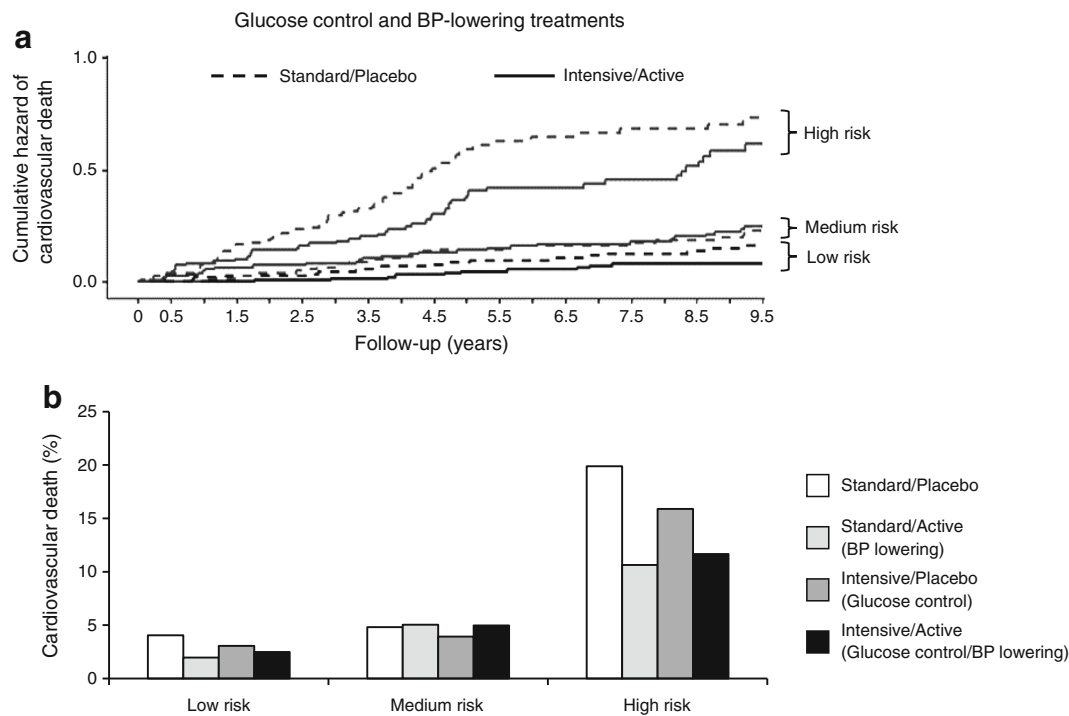 Glucose control and BP-lowering treatments
a
Cumulative hazard of
cardiovascular death
1.0
0.5
0.0
Standard/Placebo
Intensive/Active
High risk
Medium risk
Low risk
0 0.5 1.5 2.5 3.5 4.5 5.5 6.5 7.5 8.5 9.5
Follow-up (years)
b
Cardiovascular death (%)
25
20
15
10
5
0
Low risk Medium risk High risk
Standard/Placebo
Standard/Active
(BP lowering)
Intensive/Placebo
(Glucose control)
Intensive/Active
(Glucose control/BP lowering)